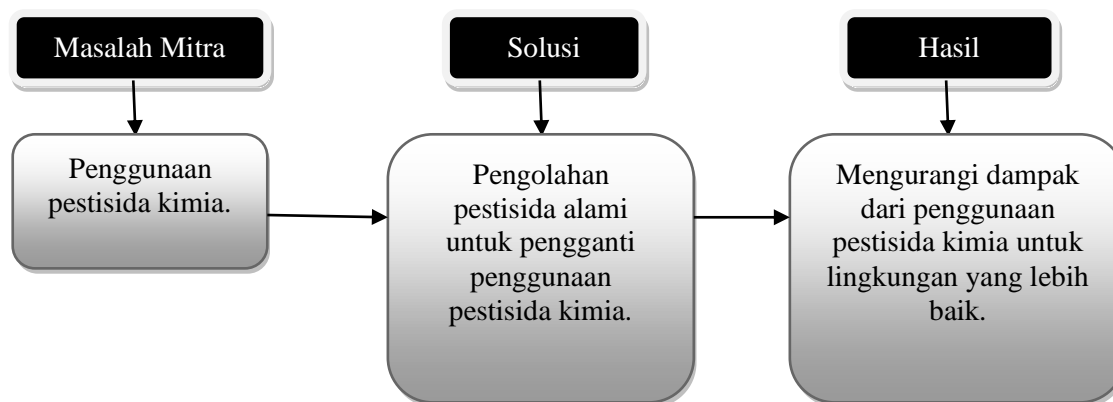 Masalah Mitra
Solusi
Hasil
Penggunaan
pestisida kimia.
Pengolahan
pestisida alami
untuk pengganti
penggunaan
pestisida kimia.
Mengurangi dampak
dari penggunaan
pestisida kimia untuk
lingkungan yang lebih
baik.